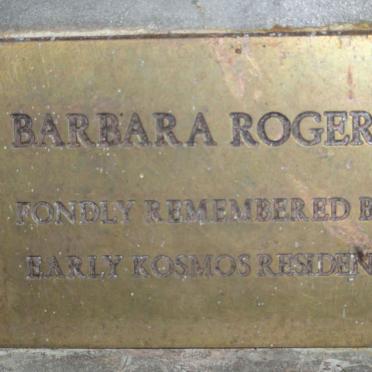 BARBARA ROGER
FONDLY REMEMBERED B
EARLY KOSMOS RESIDEN